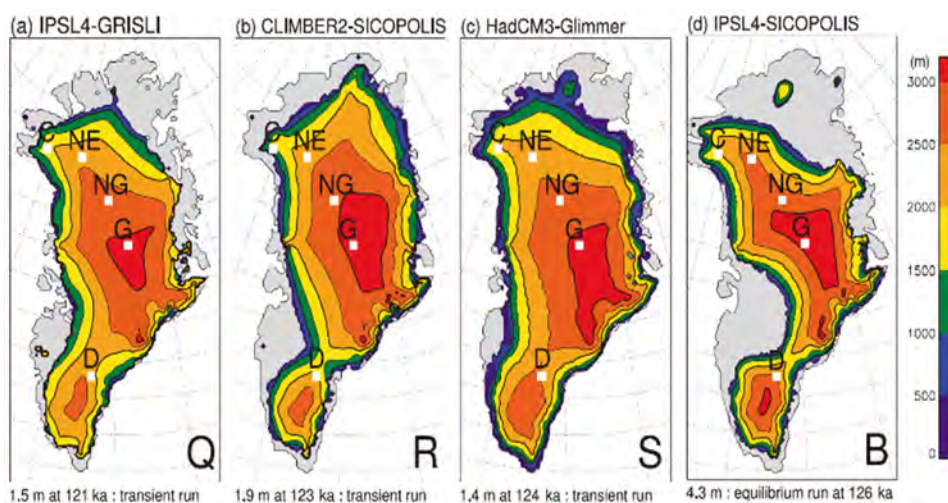 (a) IPSL4-GRISLI
(b) CLIMBER2-SICOPOLIS
(c) HadCM3-Glimmer
(d) IPSL4-SICOPOLIS
(m)
3000
2500
2000
1500
1000
500
0
C
NE
NG
G
D
Q
C
NE
NG
G
D
R
C
NE
NG
G
D
S
C
NE
NG
G
D
B
1.5 m at 121 ka : transient run
1.9 m at 123 ka : transient run
1.4 m at 124 ka : transient run
4.3 m : equilibrium run at 126 ka